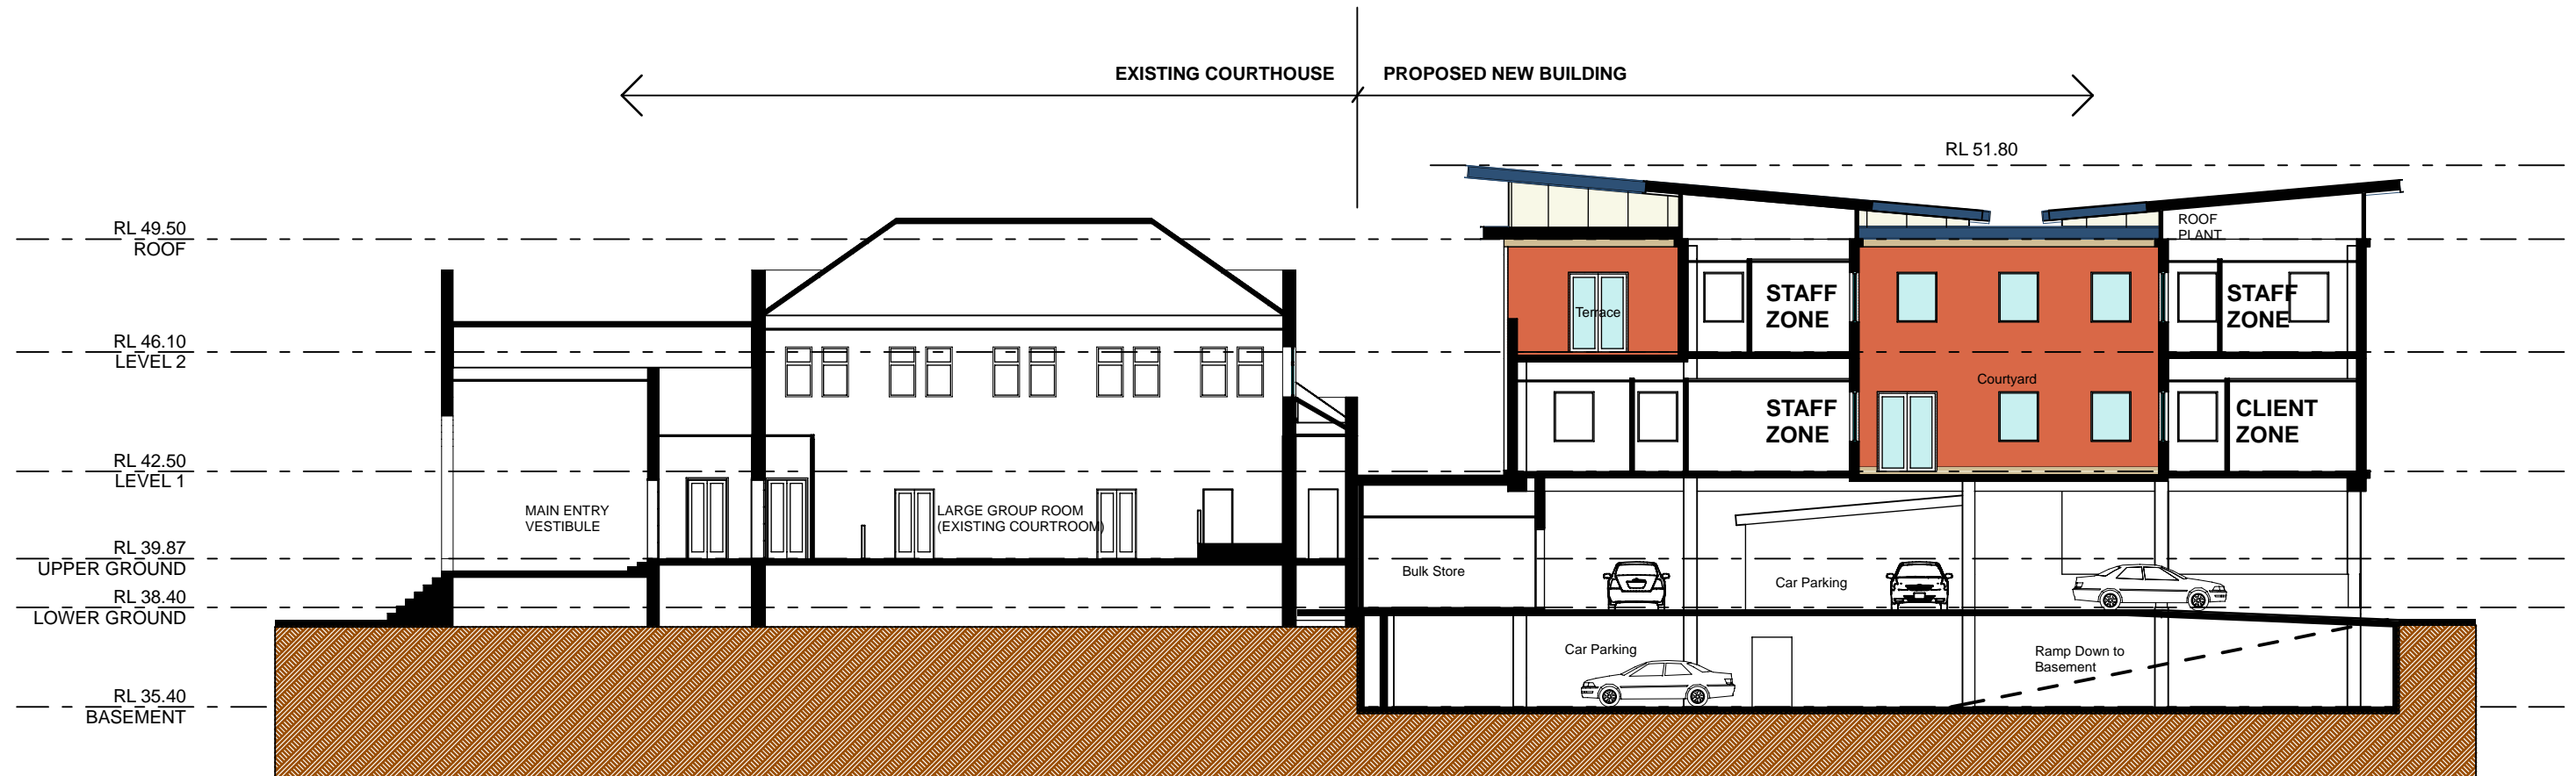 EXISTING COURTHOUSE
PROPOSED NEW BUILDING
RL 51.80
RL 49.50
ROOF
ROOF
PLANT
STAFF
ZONE
Terrace
STAFF
ZONE
RL 46.10
LEVEL 2
Courtyard
STAFF
ZONE
CLIENT
ZONE
RL 42.50
LEVEL 1
MAIN ENTRY
VESTIBULE
LARGE GROUP ROOM
(EXISTING COURTROOM)
RL 39.87
UPPER GROUND
Bulk Store
Car Parking
RL 38.40
LOWER GROUND
Car Parking
Ramp Down to
Basement
RL 35.40
BASEMENT